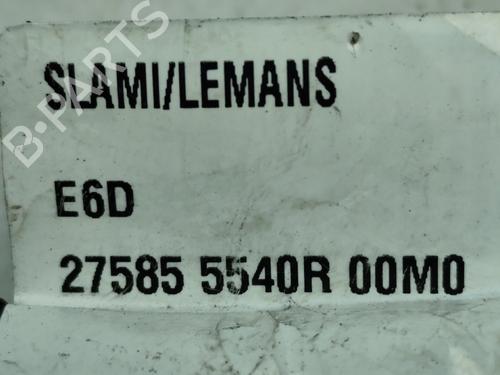 SLAMI/LEMANS
B-PARTS
E6D
27585 5540R 00M0